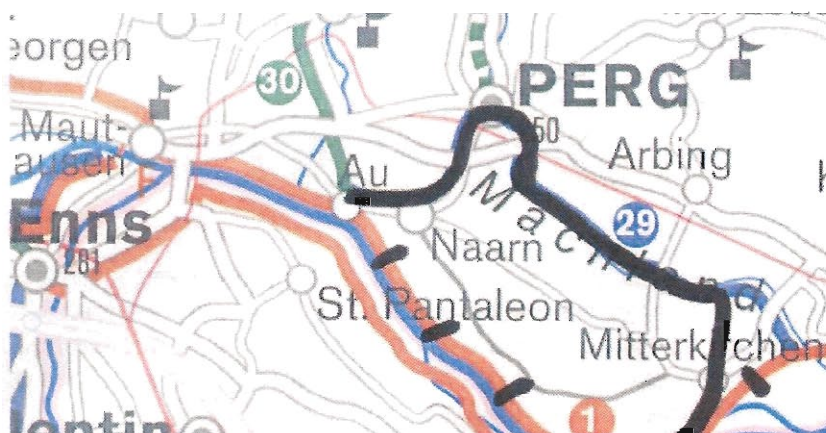 eorgen
30
PERG
50
Maut-
ausen
Arbing
Au
Machland
29
Enns
281
Naarn
St. Pantaleon
Mitterkirchen
1